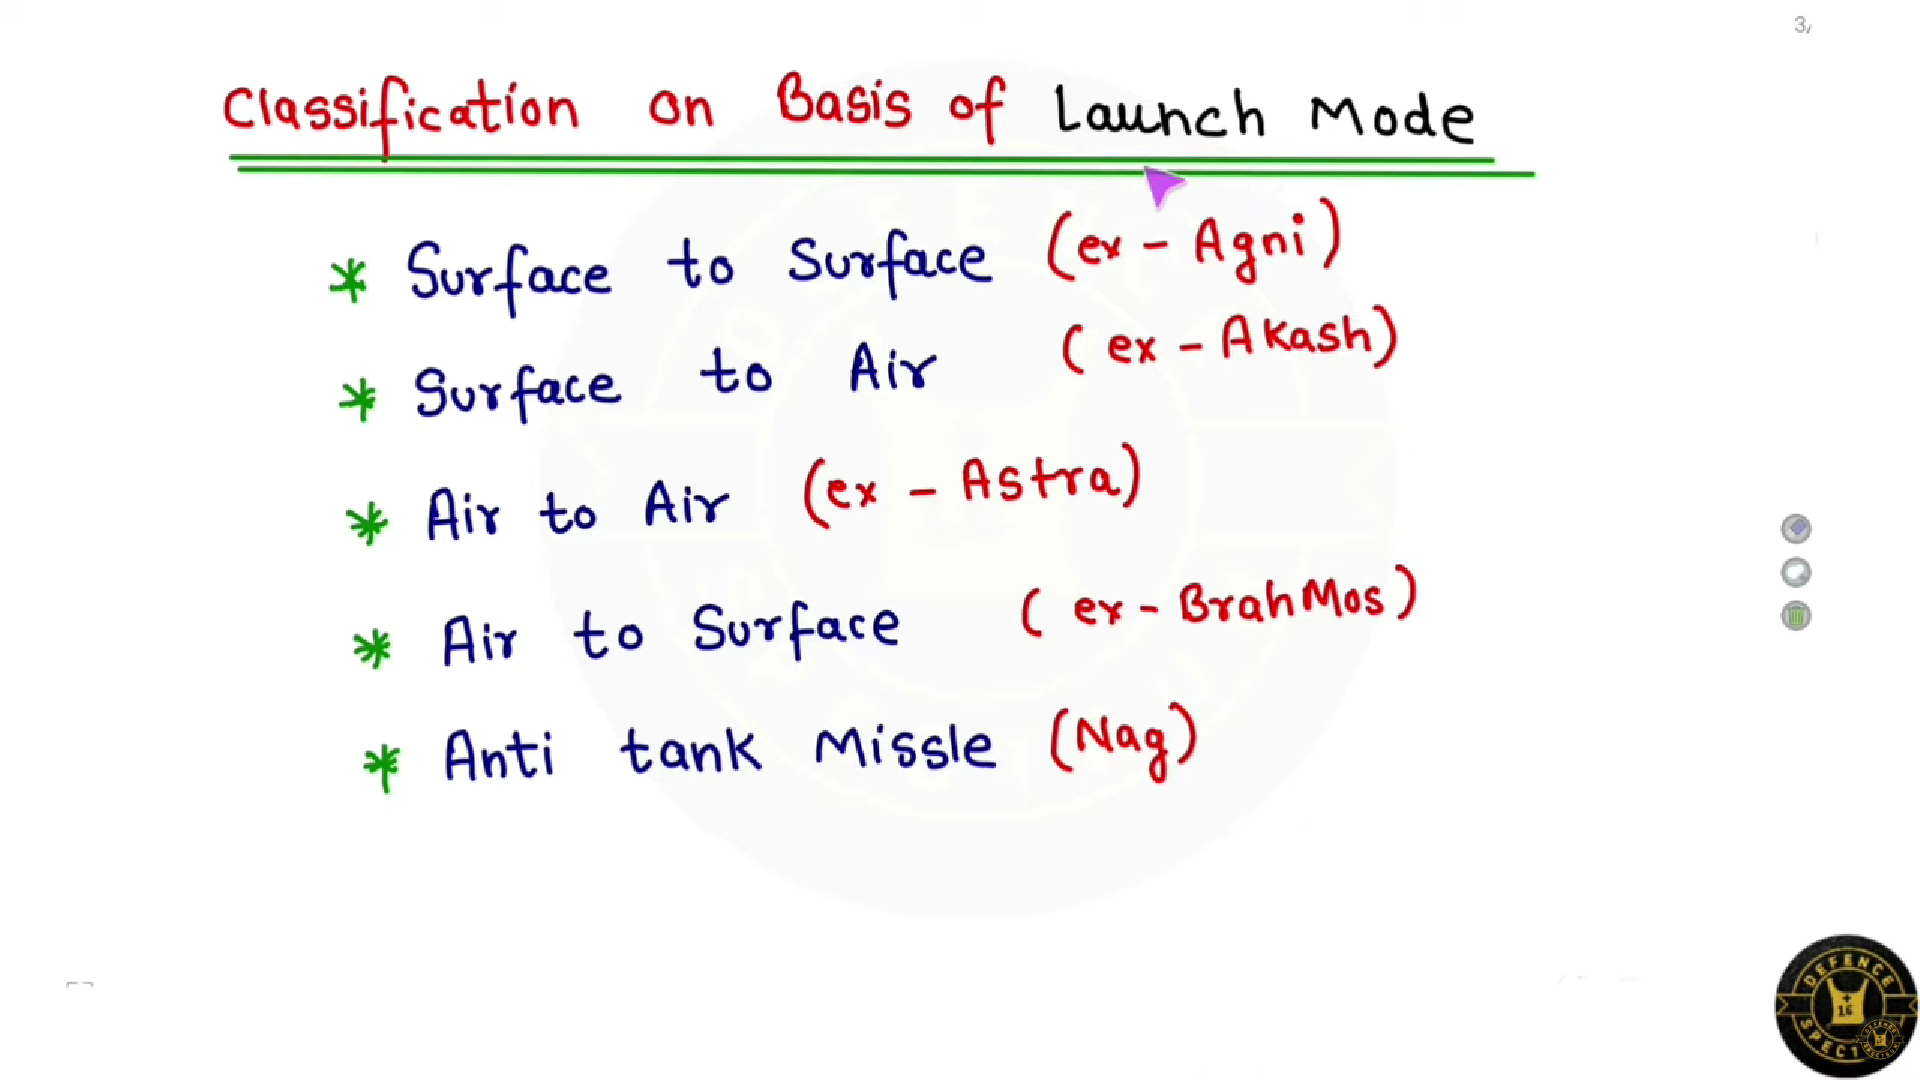 3/
Classification on Basis of Launch Mode
* Surface to Surface (ex - Agni)
* Surface to Air (ex - Akash)
* Air to Air (ex - Astra)
* Air to Surface (ex - BrahMos)
* Anti tank Missle (Nag)
DEFENCE
16